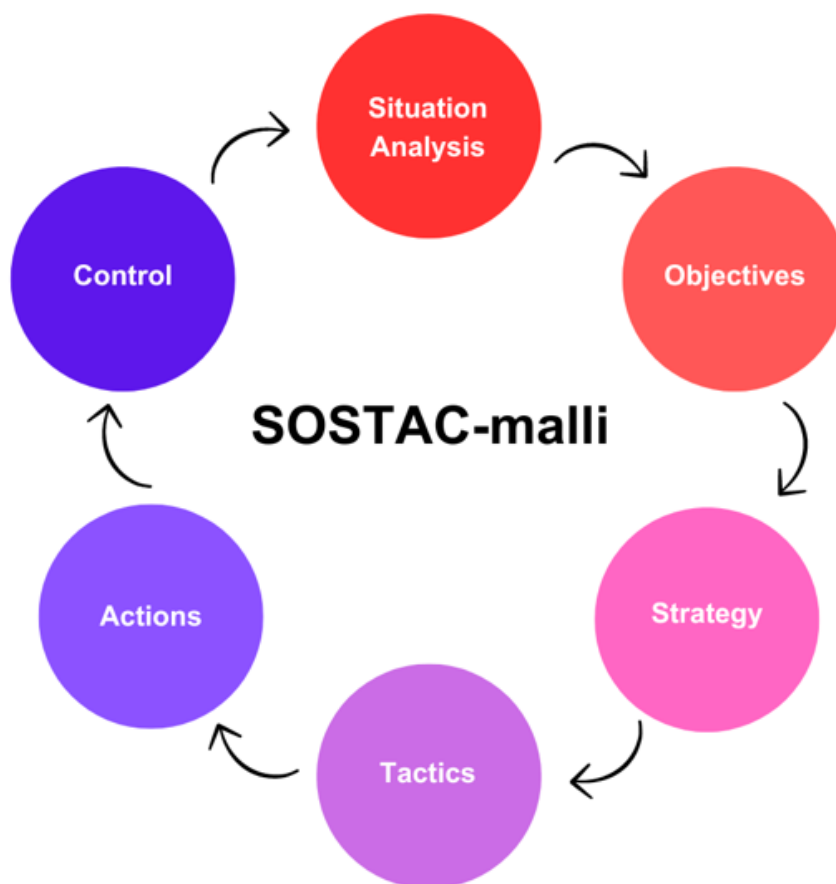 Situation
Analysis
Objectives
Strategy
Tactics
Actions
Control
SOSTAC-malli